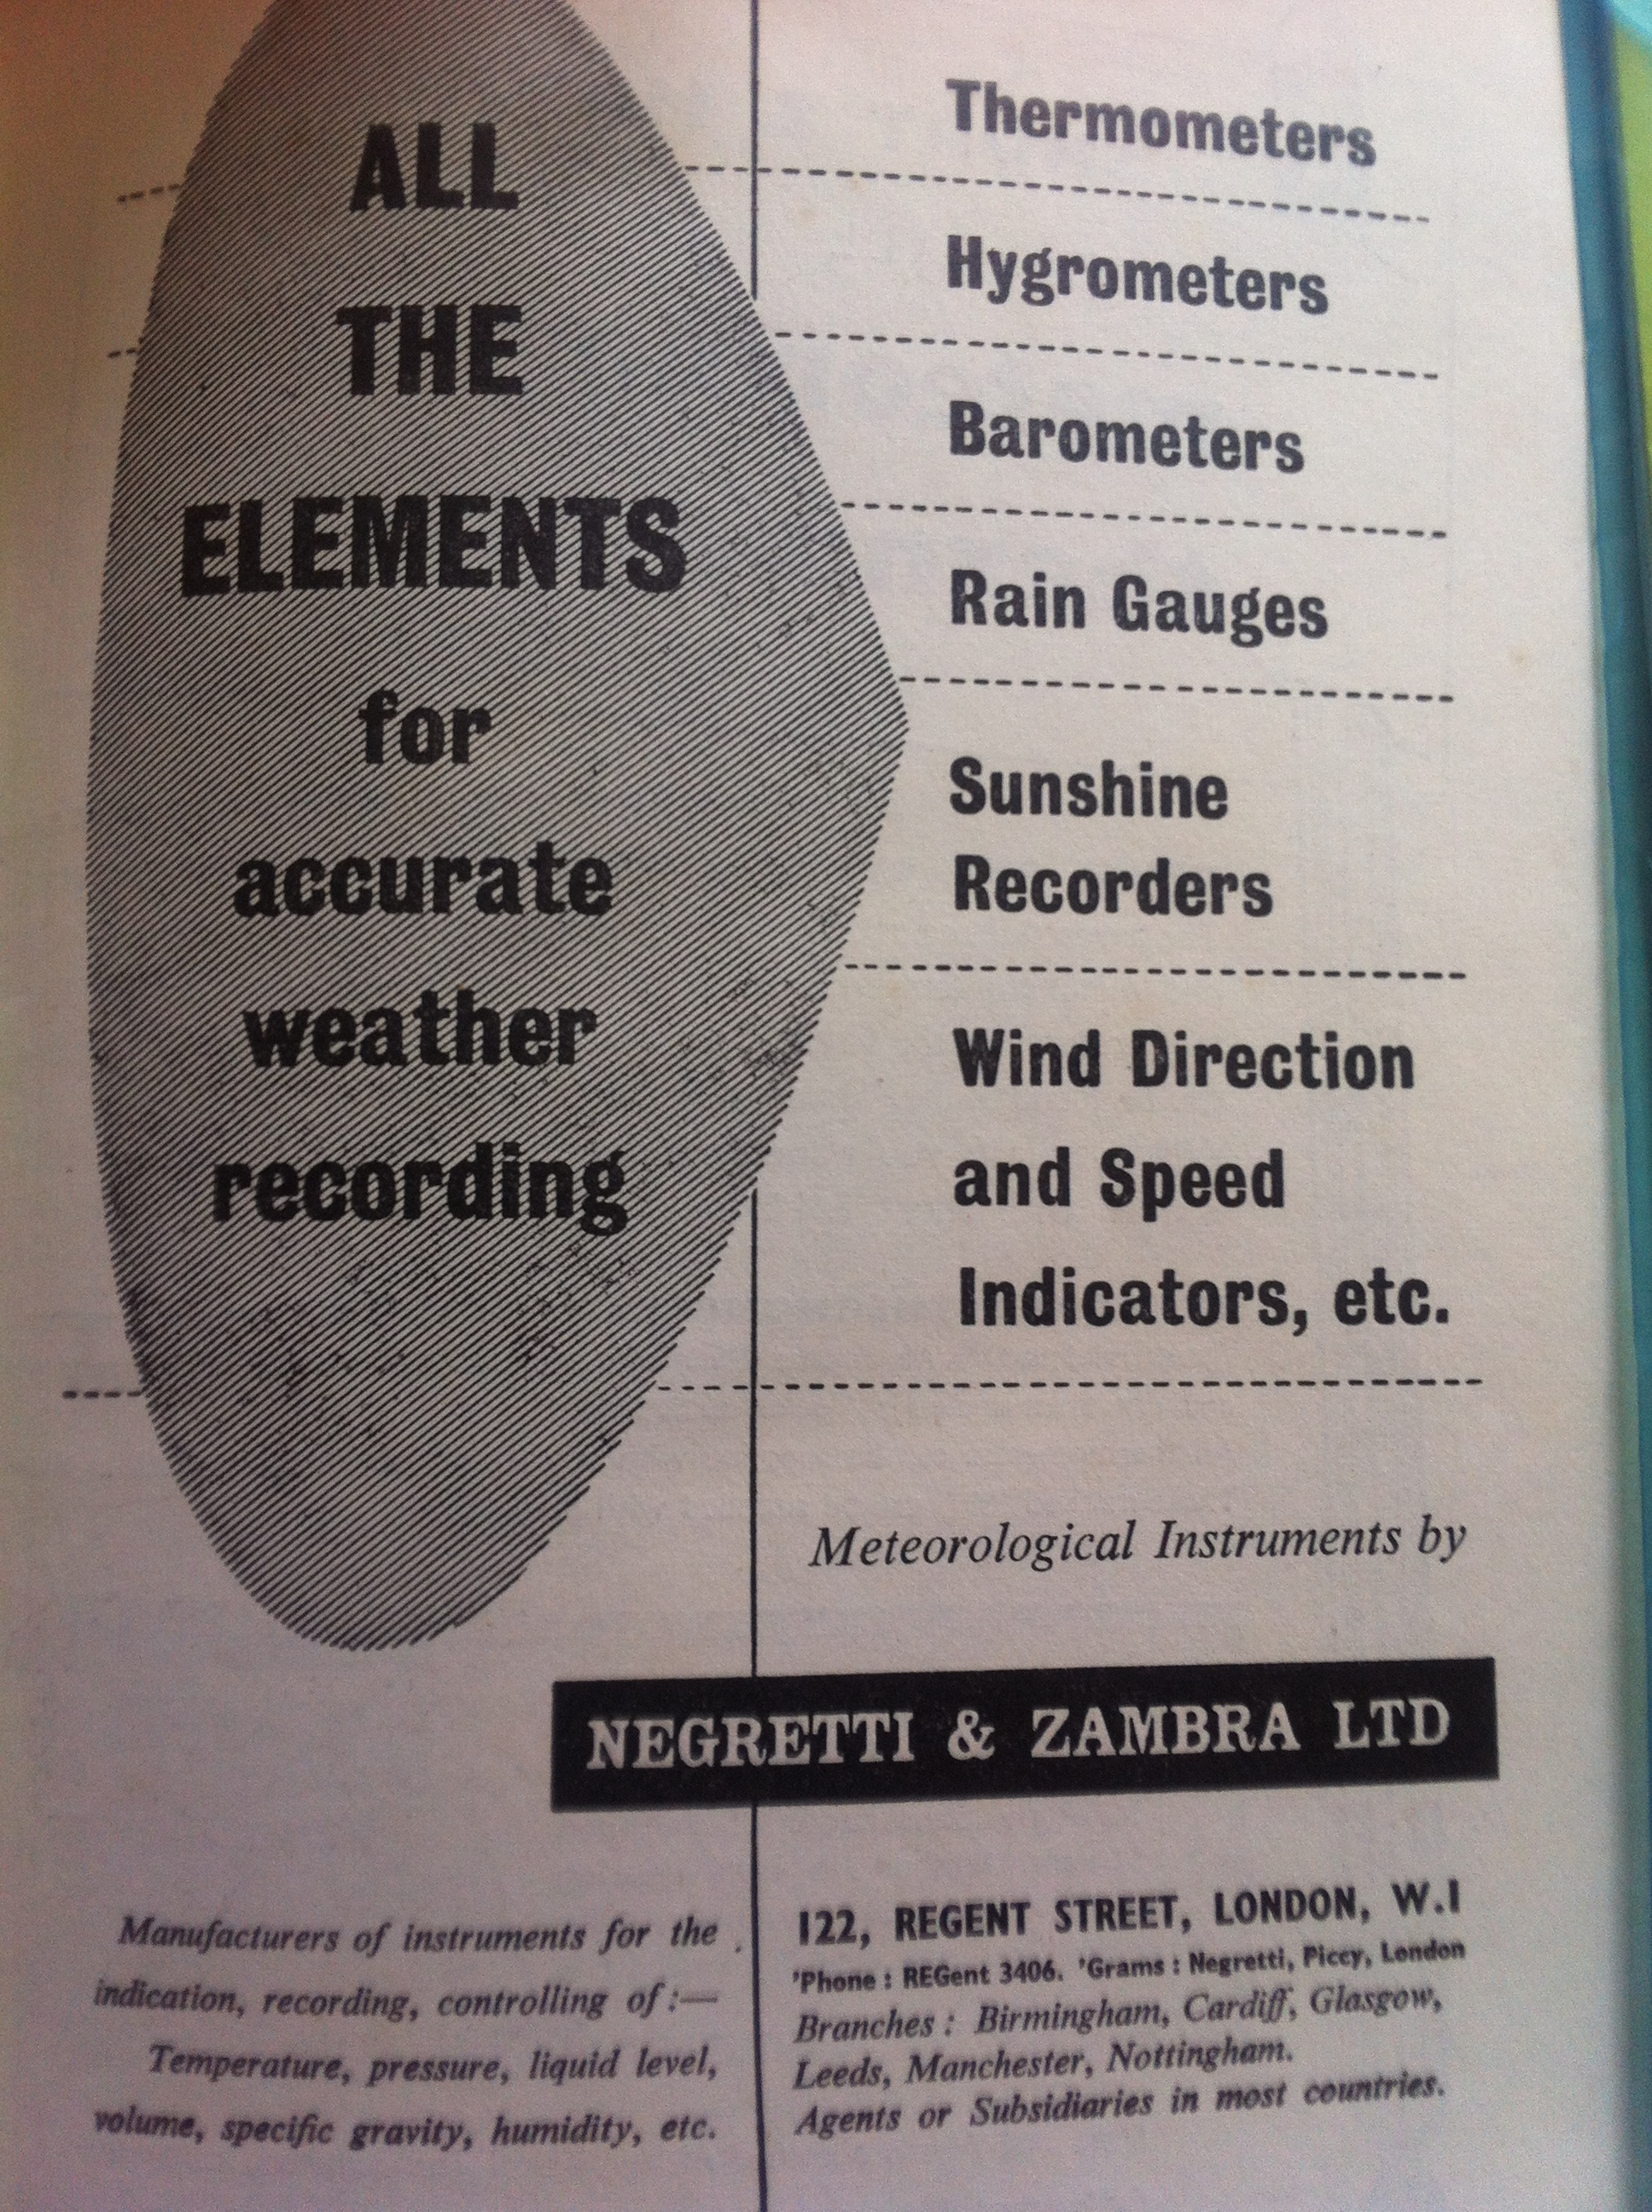 ALL
THE
ELEMENTS
for
accurate
weather
recording
Thermometers
Hygrometers
Barometers
Rain Gauges
Sunshine
Recorders
Wind Direction
and Speed
Indicators, etc.
Meteorological Instruments by
NEGRETTI & ZAMBRA LTD
Manufacturers of instruments for the
indication, recording, controlling of:—
Temperature, pressure, liquid level,
volume, specific gravity, humidity, etc.
122, REGENT STREET, LONDON, W.1
'Phone : REGent 3406. 'Grams : Negretti, Piccy, London
Branches : Birmingham, Cardiff, Glasgow,
Leeds, Manchester, Nottingham.
Agents or Subsidiaries in most countries.